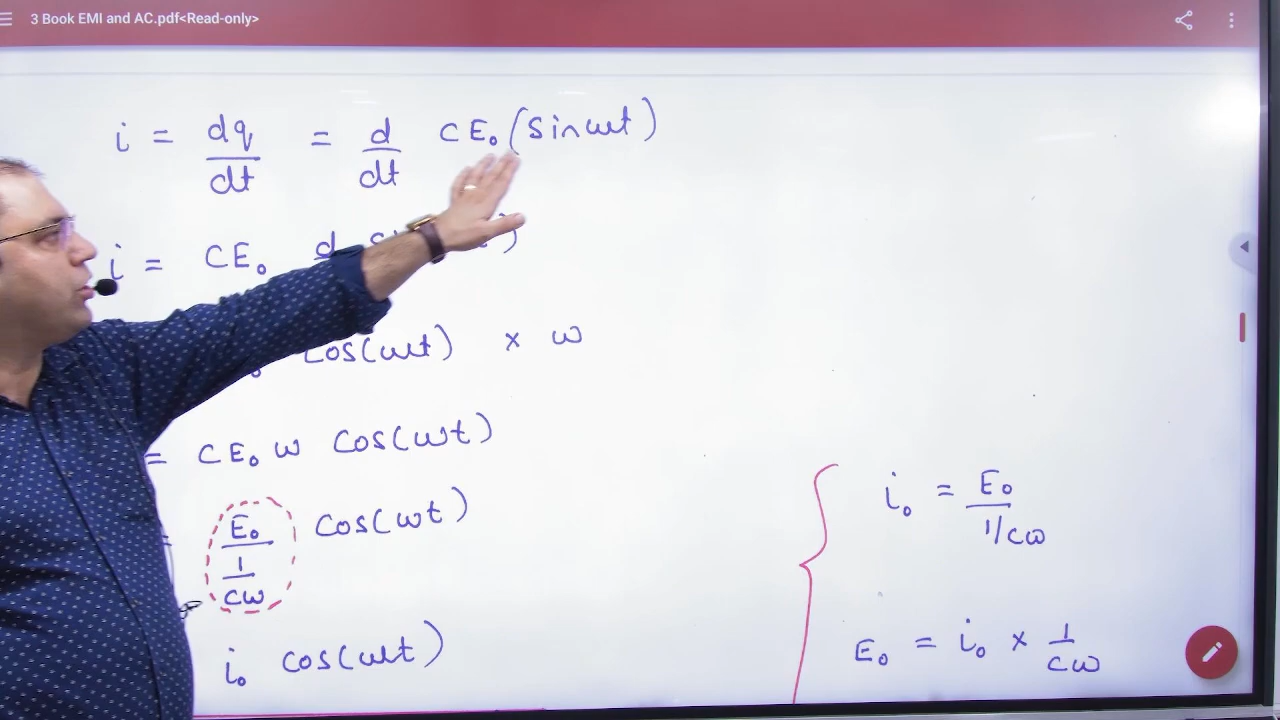 3 Book EMI and AC.pdf<Read-only>
i = dq/dt = d/dt CE₀(sinωt)
i = CE₀ d )
cos(ωt) × ω
= CE₀ω cos(ωt)
E₀/(1/cω) cos(ωt)
i₀ cos(ωt)
i₀ = E₀/(1/cω)
E₀ = i₀ × 1/cω